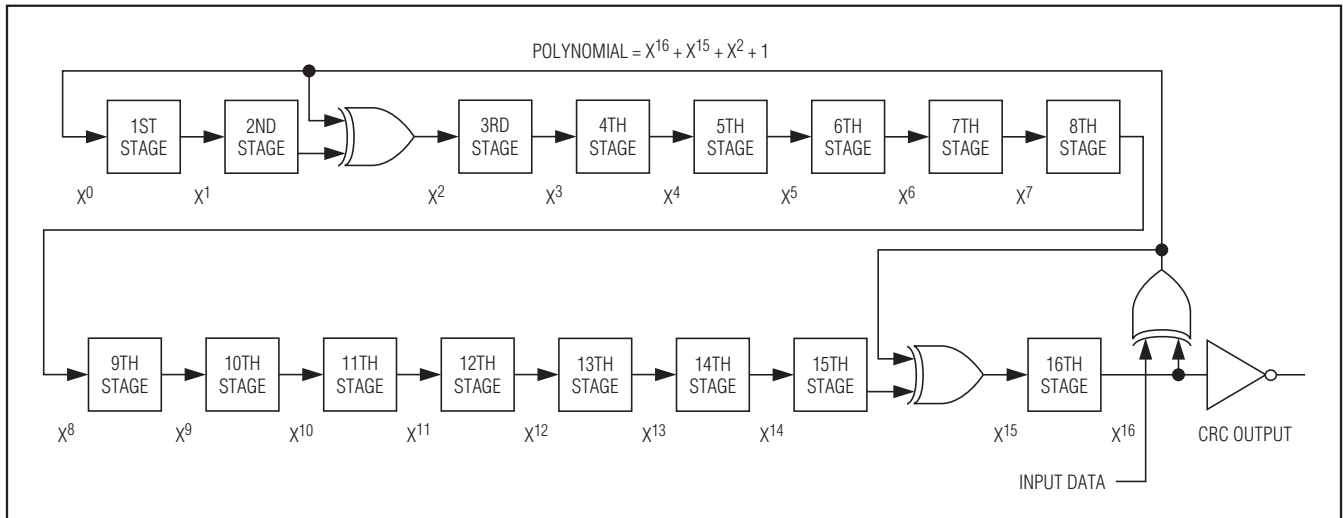 POLYNOMIAL = X¹⁶ + X¹⁵ + X² + 1
1ST
STAGE
2ND
STAGE
3RD
STAGE
4TH
STAGE
5TH
STAGE
6TH
STAGE
7TH
STAGE
8TH
STAGE
X⁰
X¹
X²
X³
X⁴
X⁵
X⁶
X⁷
9TH
STAGE
10TH
STAGE
11TH
STAGE
12TH
STAGE
13TH
STAGE
14TH
STAGE
15TH
STAGE
16TH
STAGE
X⁸
X⁹
X¹⁰
X¹¹
X¹²
X¹³
X¹⁴
X¹⁵
X¹⁶
CRC OUTPUT
INPUT DATA